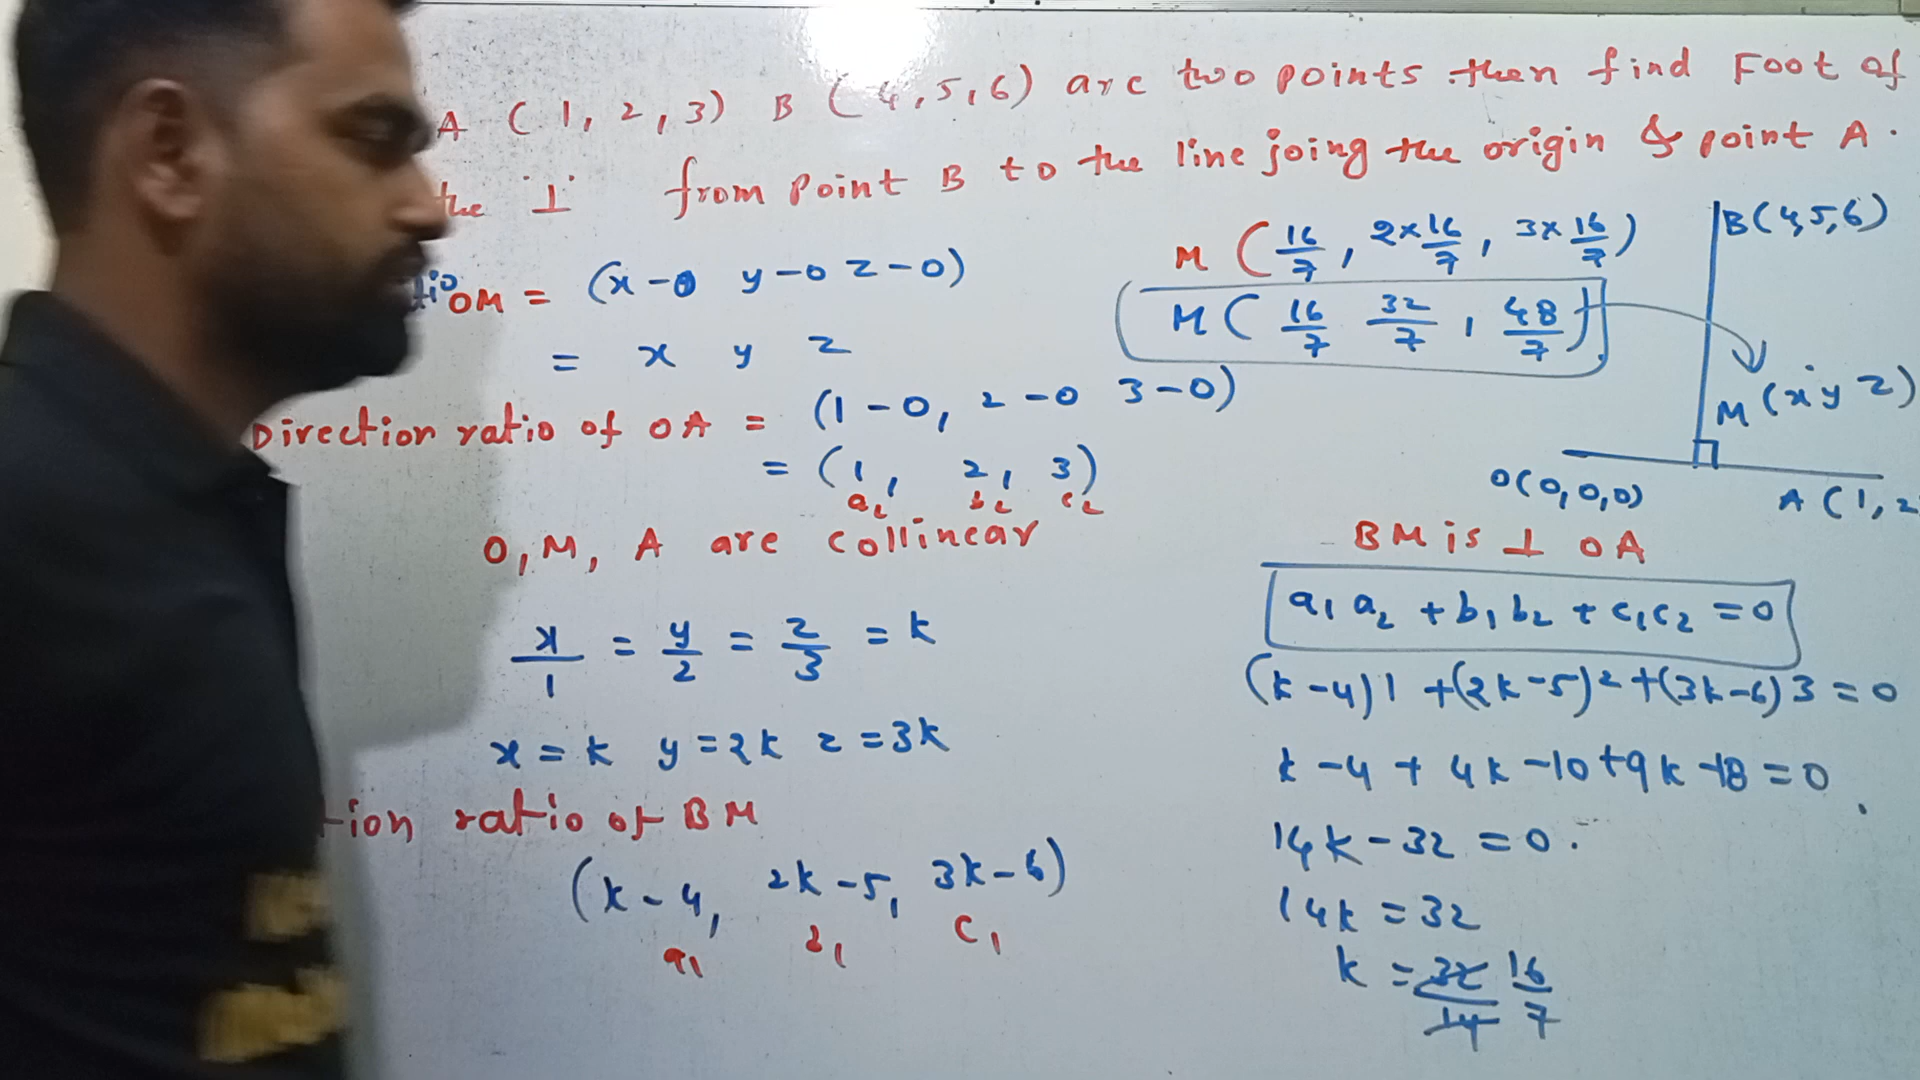 A (1, 2, 3) B (4, 5, 6) are two points then find Foot of
the ⊥ from point B to the line joing the origin & point A.
tio OM = (x-0 y-0 z-0)
= x y z
Direction ratio of OA = (1-0, 2-0 3-0)
= (1, 2, 3)
a₂ b₂ c₂
O, M, A are collinear
x/1 = y/2 = z/3 = k
x = k y = 2k z = 3k
tion ratio of BM
(k-4, 2k-5, 3k-6)
a₁ b₁ c₁
M (16/7, 2×16/7, 3×16/7)
M ( 16/7 32/7, 48/7 )
B(4,5,6)
M (x y z)
O(0,0,0) A (1, 2
BM is ⊥ OA
a₁a₂ + b₁b₂ + c₁c₂ = 0
(k-4)1 +(2k-5)2+(3k-6)3 = 0
k-4 + 4k-10+9k-18 = 0
14k-32 = 0.
14k = 32
k = 32/14 16/7